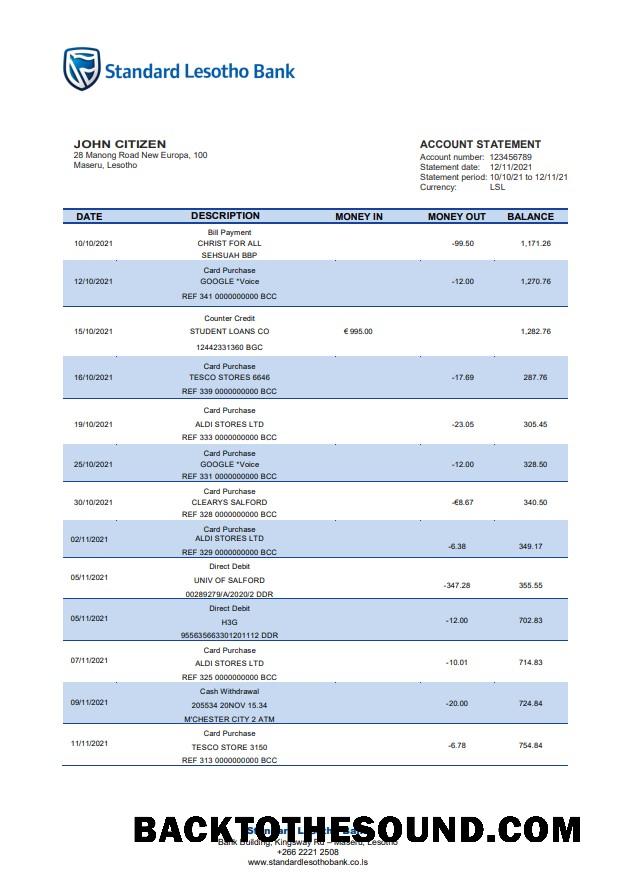 Standard Lesotho Bank
JOHN CITIZEN
28 Manong Road New Europa, 100
Maseru, Lesotho
ACCOUNT STATEMENT
Account number: 123456789
Statement date: 12/11/2021
Statement period: 10/10/21 to 12/11/21
Currency: LSL
DATE DESCRIPTION MONEY IN MONEY OUT BALANCE
Bill Payment
10/10/2021 CHRIST FOR ALL -99.50 1,171.26
SEHSUAH BBP
Card Purchase
12/10/2021 GOOGLE *Voice -12.00 1,270.76
REF 341 0000000000 BCC
Counter Credit
15/10/2021 STUDENT LOANS CO € 995.00 1,282.76
12442331360 BGC
Card Purchase
16/10/2021 TESCO STORES 6646 -17.69 287.76
REF 339 0000000000 BCC
Card Purchase
19/10/2021 ALDI STORES LTD -23.05 305.45
REF 333 0000000000 BCC
Card Purchase
25/10/2021 GOOGLE *Voice -12.00 328.50
REF 331 0000000000 BCC
Card Purchase
30/10/2021 CLEARYS SALFORD -€8.67 340.50
REF 328 0000000000 BCC
Card Purchase
02/11/2021 ALDI STORES LTD -6.38 349.17
REF 329 0000000000 BCC
Direct Debit
05/11/2021 UNIV OF SALFORD -347.28 355.55
00289279/A/2020/2 DDR
Direct Debit
05/11/2021 H3G -12.00 702.83
955635663301201112 DDR
Card Purchase
07/11/2021 ALDI STORES LTD -10.01 714.83
REF 325 0000000000 BCC
Cash Withdrawal
09/11/2021 205534 20NOV 15.34 -20.00 724.84
M'CHESTER CITY 2 ATM
Card Purchase
11/11/2021 TESCO STORE 3150 -6.78 754.84
REF 313 0000000000 BCC
BACKTOTHESOUND.COM
Bank Building, Kingsway Rd – Maseru, Lesotho
+266 2221 2508
www.standardlesothobank.co.ls